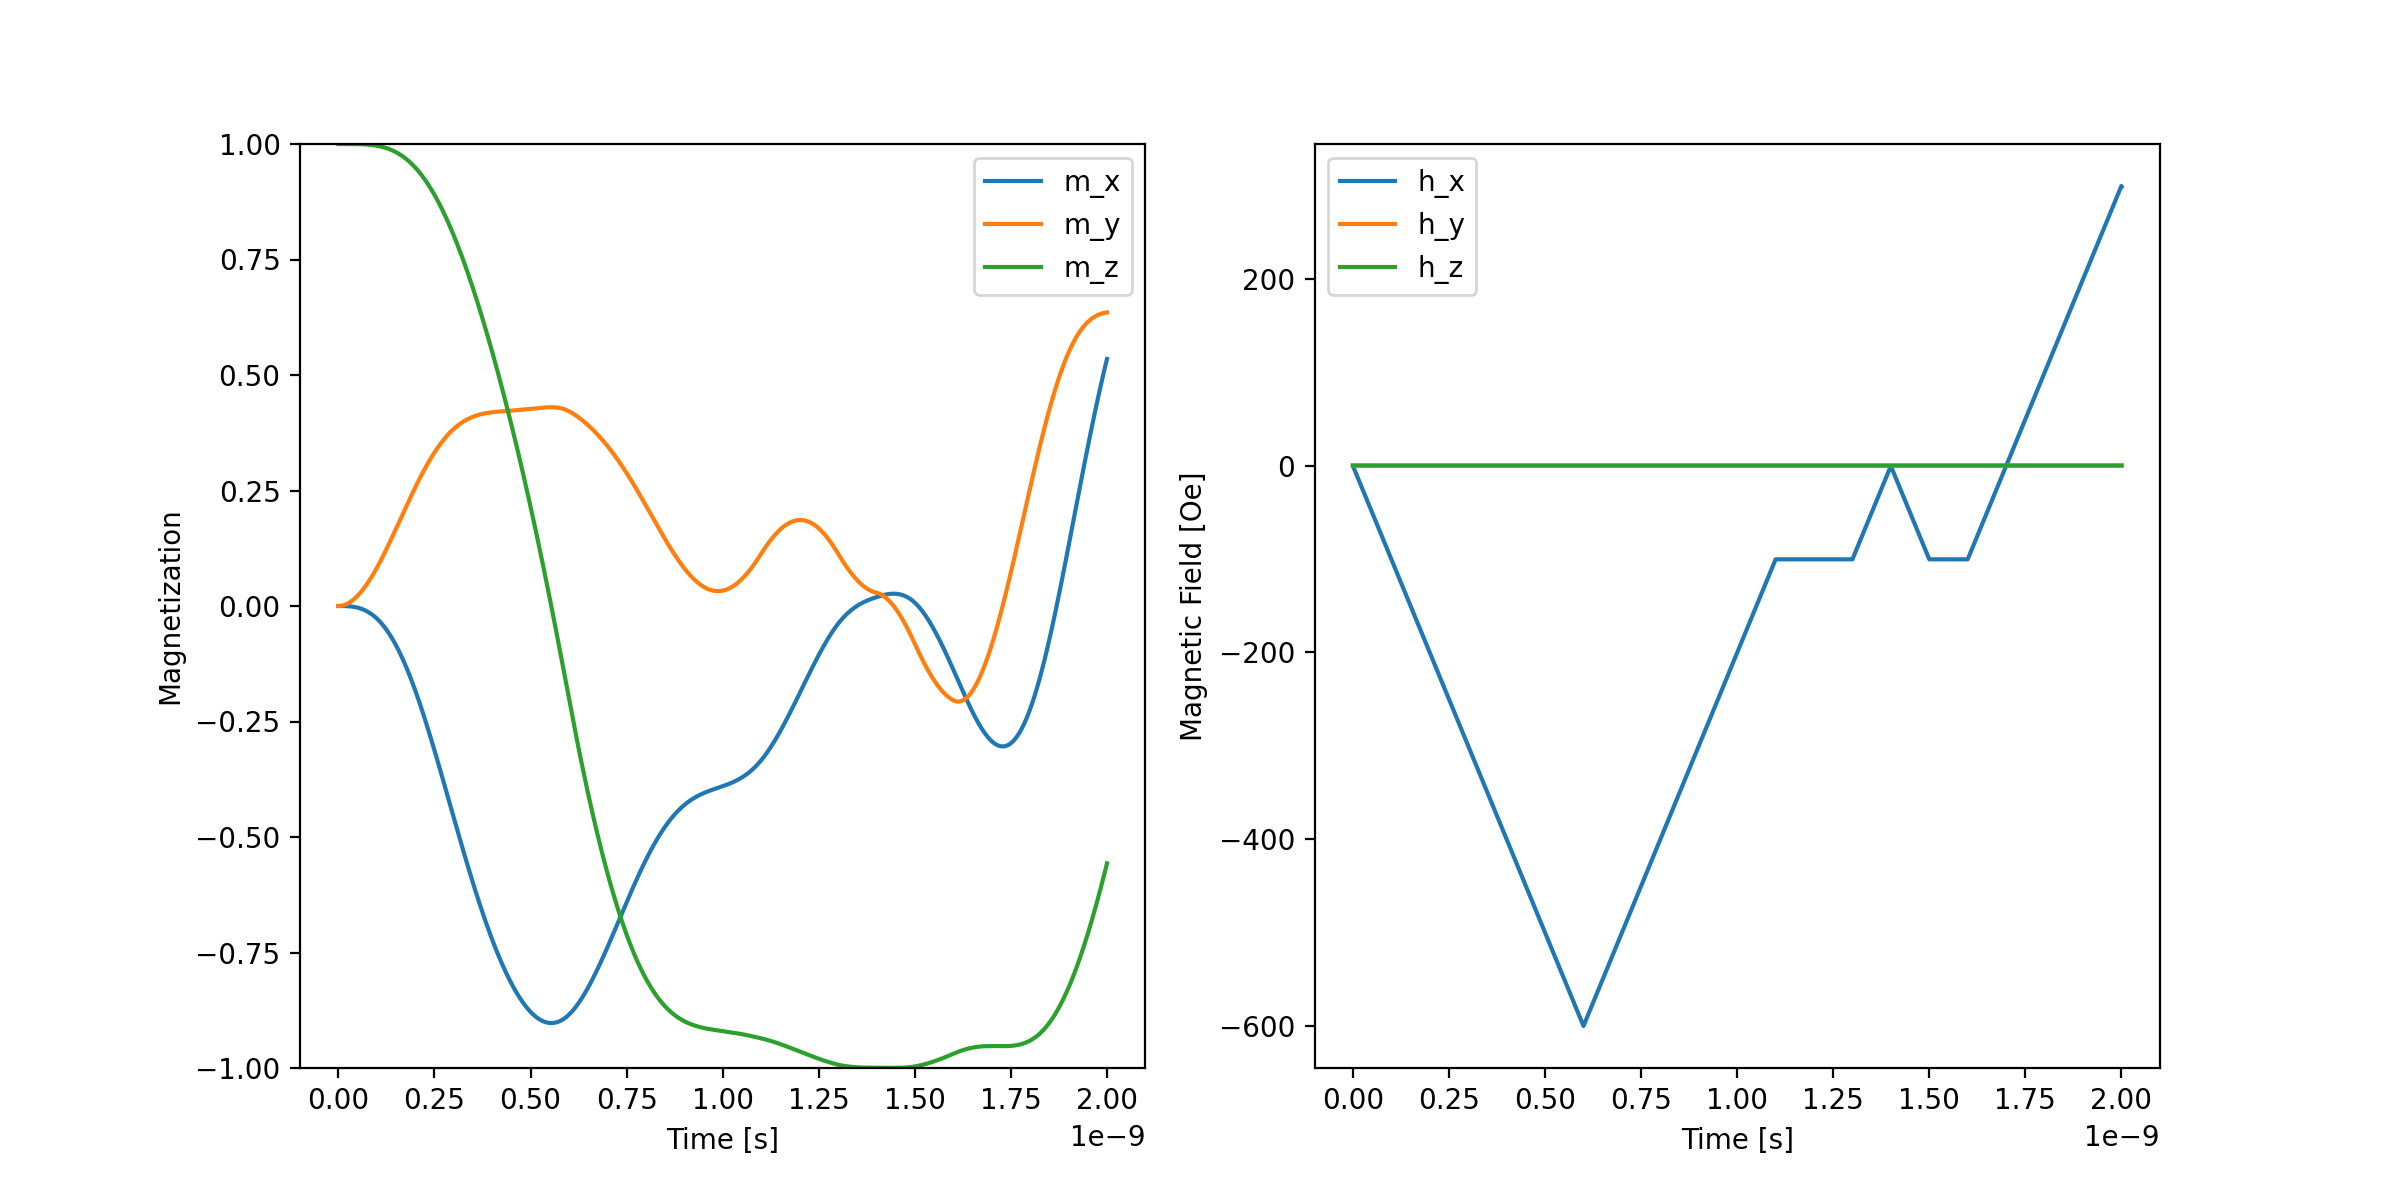 Magnetization
1.00
0.75
0.50
0.25
0.00
−0.25
−0.50
−0.75
−1.00
m_x
m_y
m_z
0.00 0.25 0.50 0.75 1.00 1.25 1.50 1.75 2.00
Time [s]
1e−9
Magnetic Field [Oe]
200
0
−200
−400
−600
h_x
h_y
h_z
0.00 0.25 0.50 0.75 1.00 1.25 1.50 1.75 2.00
Time [s]
1e−9